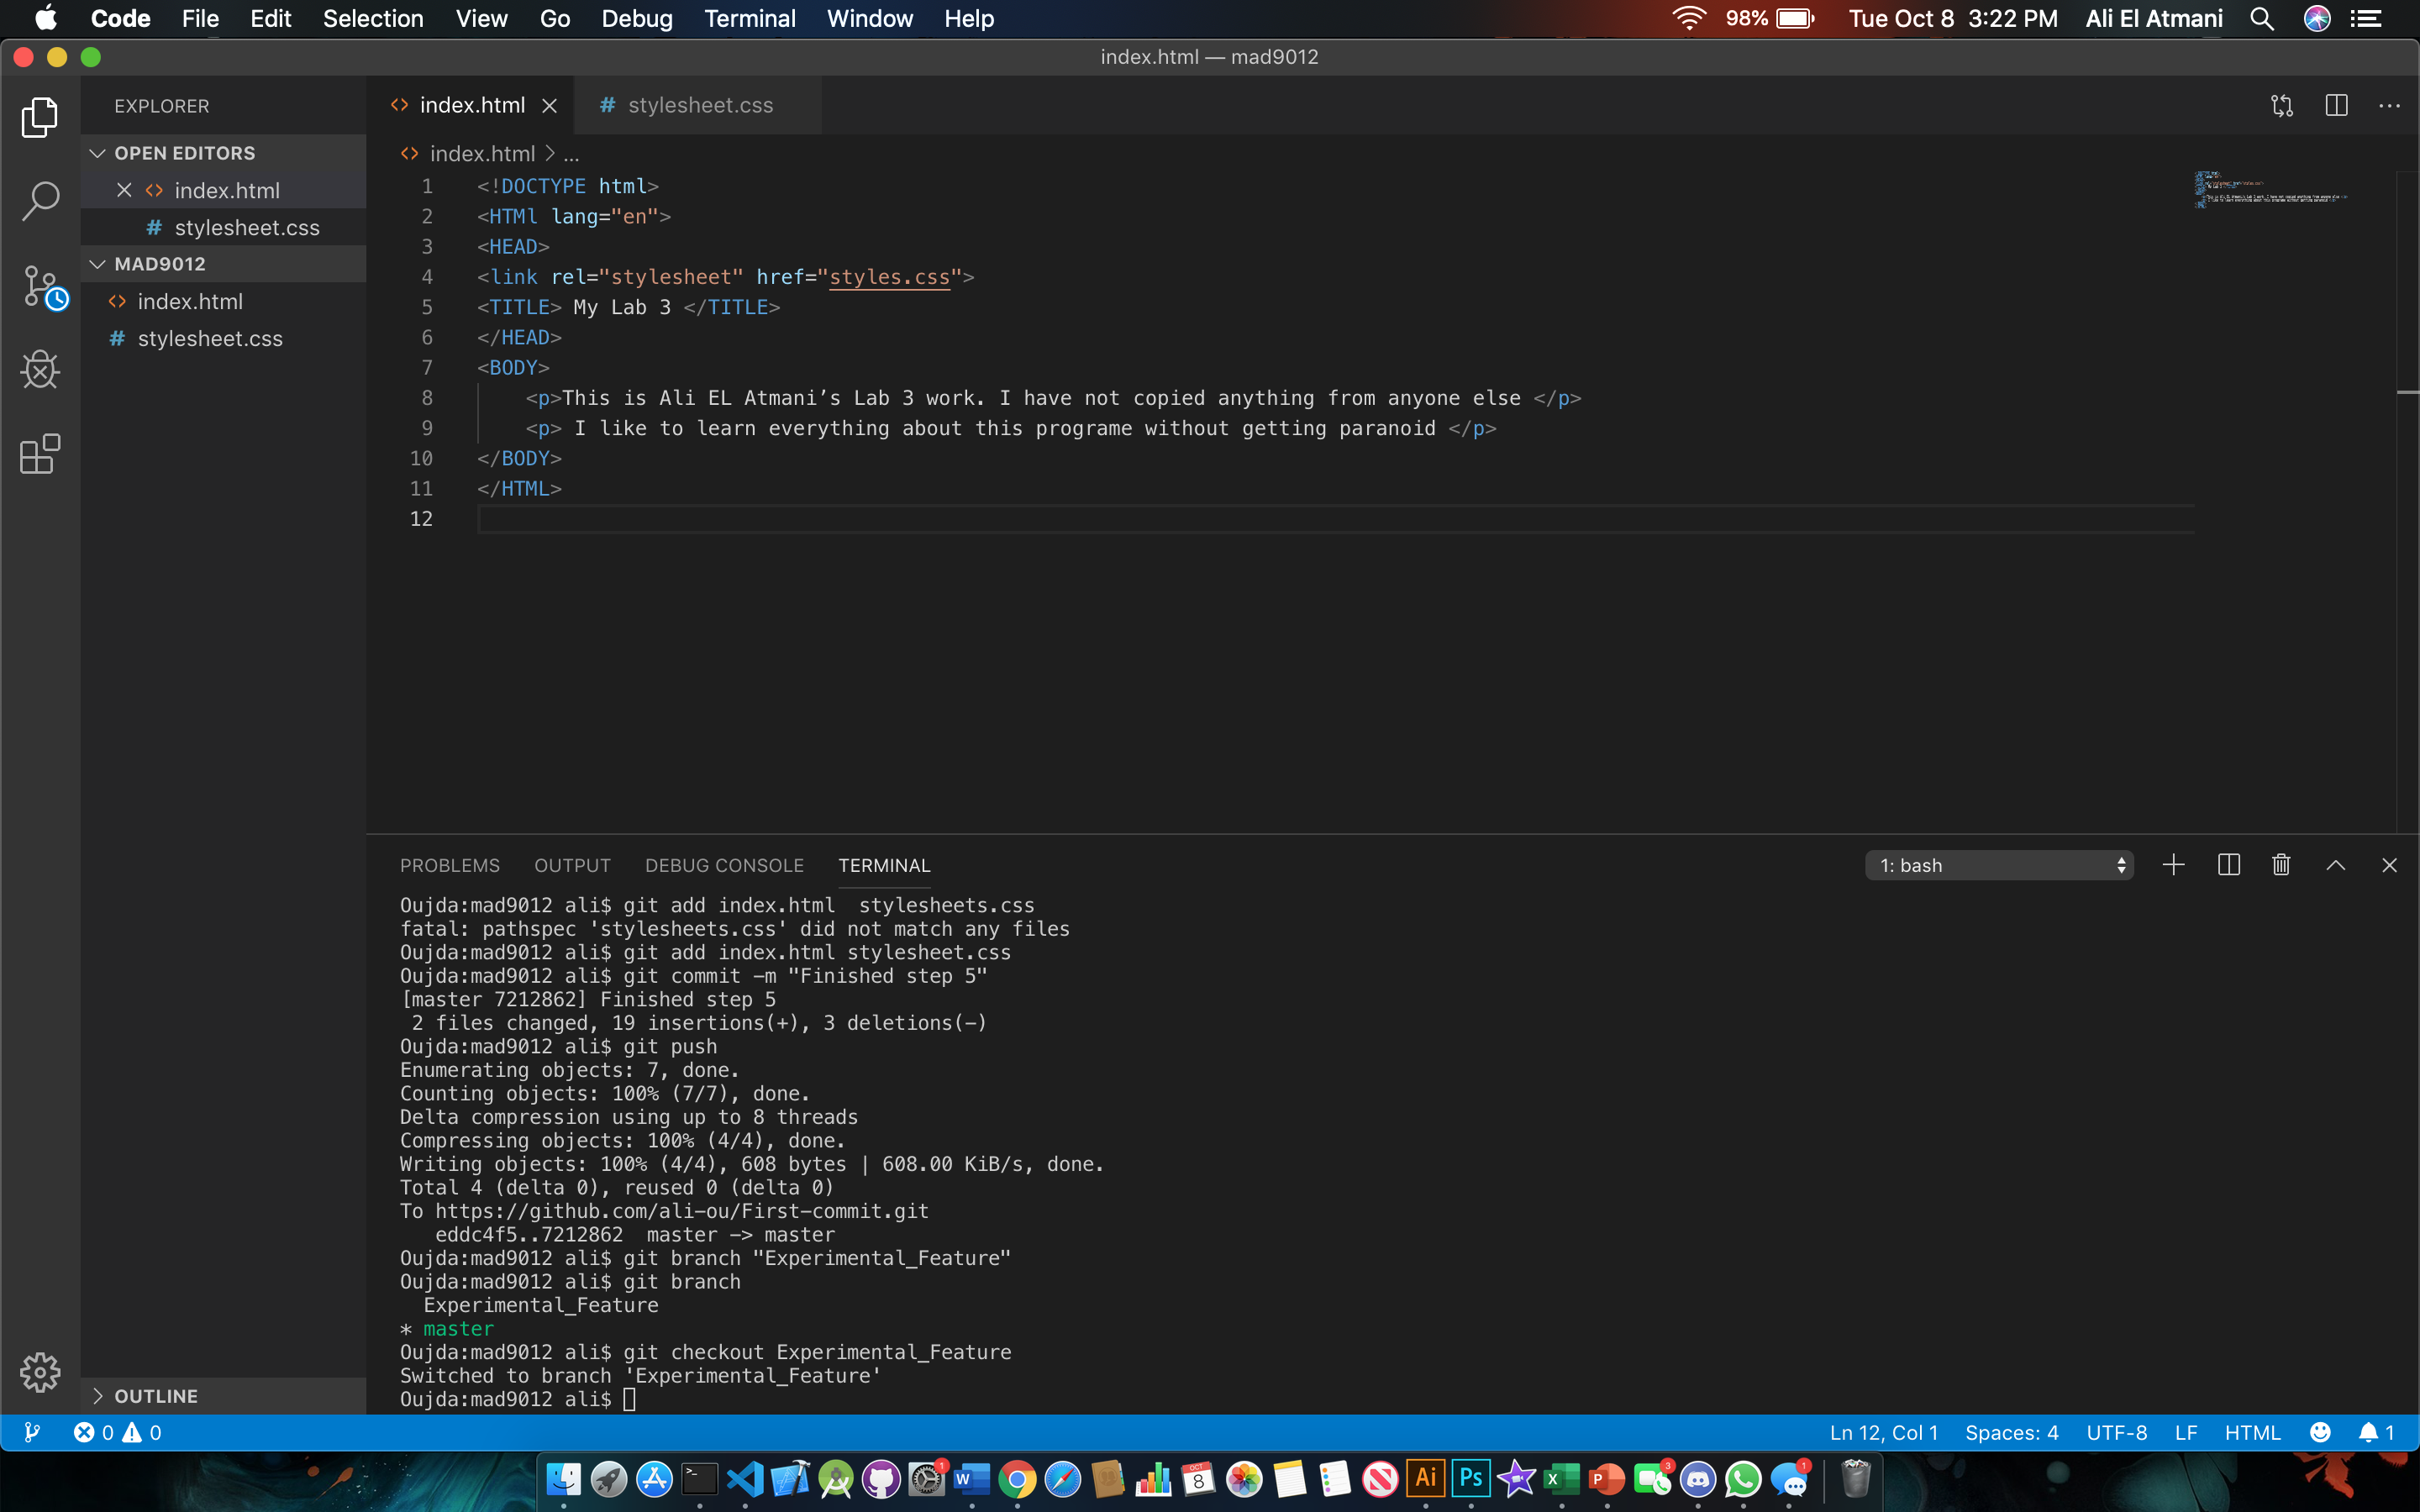 Code File Edit Selection View Go Debug Terminal Window Help 98% Tue Oct 8 3:22 PM Ali El Atmani
index.html — mad9012
EXPLORER
OPEN EDITORS
index.html
stylesheet.css
MAD9012
index.html
stylesheet.css
OUTLINE
index.html stylesheet.css
index.html > ...
1 <!DOCTYPE html>
2 <HTMl lang="en">
3 <HEAD>
4 <link rel="stylesheet" href="styles.css">
5 <TITLE> My Lab 3 </TITLE>
6 </HEAD>
7 <BODY>
8 <p>This is Ali EL Atmani’s Lab 3 work. I have not copied anything from anyone else </p>
9 <p> I like to learn everything about this programe without getting paranoid </p>
10 </BODY>
11 </HTML>
12
PROBLEMS OUTPUT DEBUG CONSOLE TERMINAL 1: bash
Oujda:mad9012 ali$ git add index.html  stylesheets.css
fatal: pathspec 'stylesheets.css' did not match any files
Oujda:mad9012 ali$ git add index.html stylesheet.css
Oujda:mad9012 ali$ git commit -m "Finished step 5"
[master 7212862] Finished step 5
2 files changed, 19 insertions(+), 3 deletions(-)
Oujda:mad9012 ali$ git push
Enumerating objects: 7, done.
Counting objects: 100% (7/7), done.
Delta compression using up to 8 threads
Compressing objects: 100% (4/4), done.
Writing objects: 100% (4/4), 608 bytes | 608.00 KiB/s, done.
Total 4 (delta 0), reused 0 (delta 0)
To https://github.com/ali-ou/First-commit.git
eddc4f5..7212862  master -> master
Oujda:mad9012 ali$ git branch "Experimental_Feature"
Oujda:mad9012 ali$ git branch
Experimental_Feature
* master
Oujda:mad9012 ali$ git checkout Experimental_Feature
Switched to branch 'Experimental_Feature'
Oujda:mad9012 ali$
0 0 Ln 12, Col 1 Spaces: 4 UTF-8 LF HTML 1
1 W OCT 8 Ai Ps X P 3 1